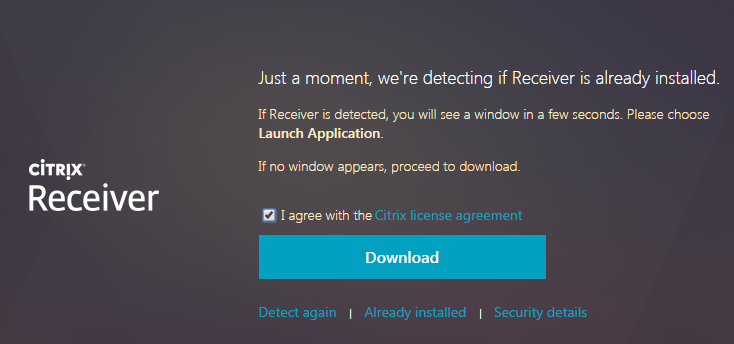 Just a moment, we're detecting if Receiver is already installed.
If Receiver is detected, you will see a window in a few seconds. Please choose
Launch Application.
If no window appears, proceed to download.
CİTRIX®
Receiver
I agree with the Citrix license agreement
Download
Detect again | Already installed | Security details